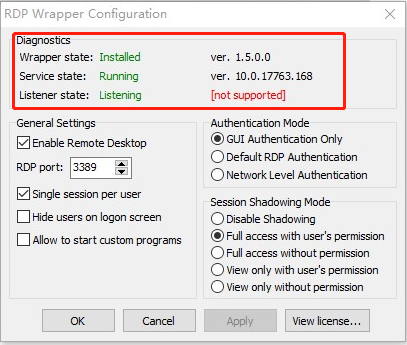 RDP Wrapper Configuration
Diagnostics
Wrapper state: Installed ver. 1.5.0.0
Service state: Running ver. 10.0.17763.168
Listener state: Listening [not supported]
General Settings
Enable Remote Desktop
RDP port: 3389
Single session per user
Hide users on logon screen
Allow to start custom programs
Authentication Mode
GUI Authentication Only
Default RDP Authentication
Network Level Authentication
Session Shadowing Mode
Disable Shadowing
Full access with user's permission
Full access without permission
View only with user's permission
View only without permission
OK Cancel Apply View license...